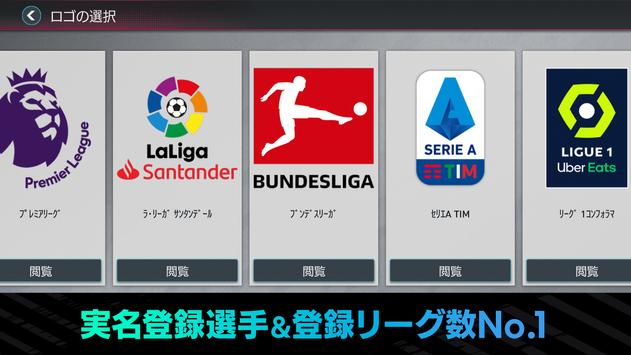 ロゴの選択
Premier League
LaLiga
Santander
BUNDESLIGA
SERIE A
TIM
LIGUE 1
Uber Eats
ﾌﾟﾚﾐｱﾘｰｸﾞ
ﾗ･ﾘｰｶﾞ ｻﾝﾀﾝﾃﾞｰﾙ
ﾌﾞﾝﾃﾞｽﾘｰｶﾞ
ｾﾘｴA TIM
ﾘｰｸﾞ 1ｺﾝﾌｫﾗﾏ
閲覧
閲覧
閲覧
閲覧
閲覧
実名登録選手&登録リーグ数No.1